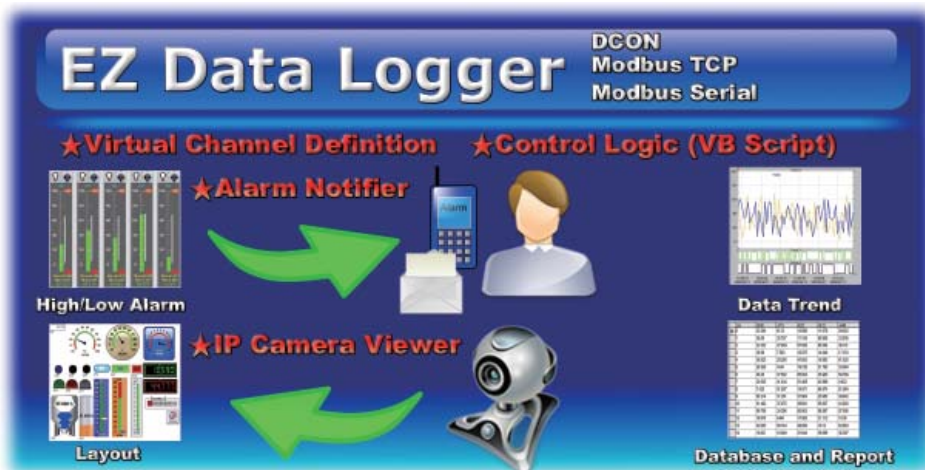 EZ Data Logger
DCON
Modbus TCP
Modbus Serial
★Virtual Channel Definition
★Control Logic (VB Script)
★Alarm Notifier
Alarm
High/Low Alarm
Data Trend
★IP Camera Viewer
Layout
Database and Report